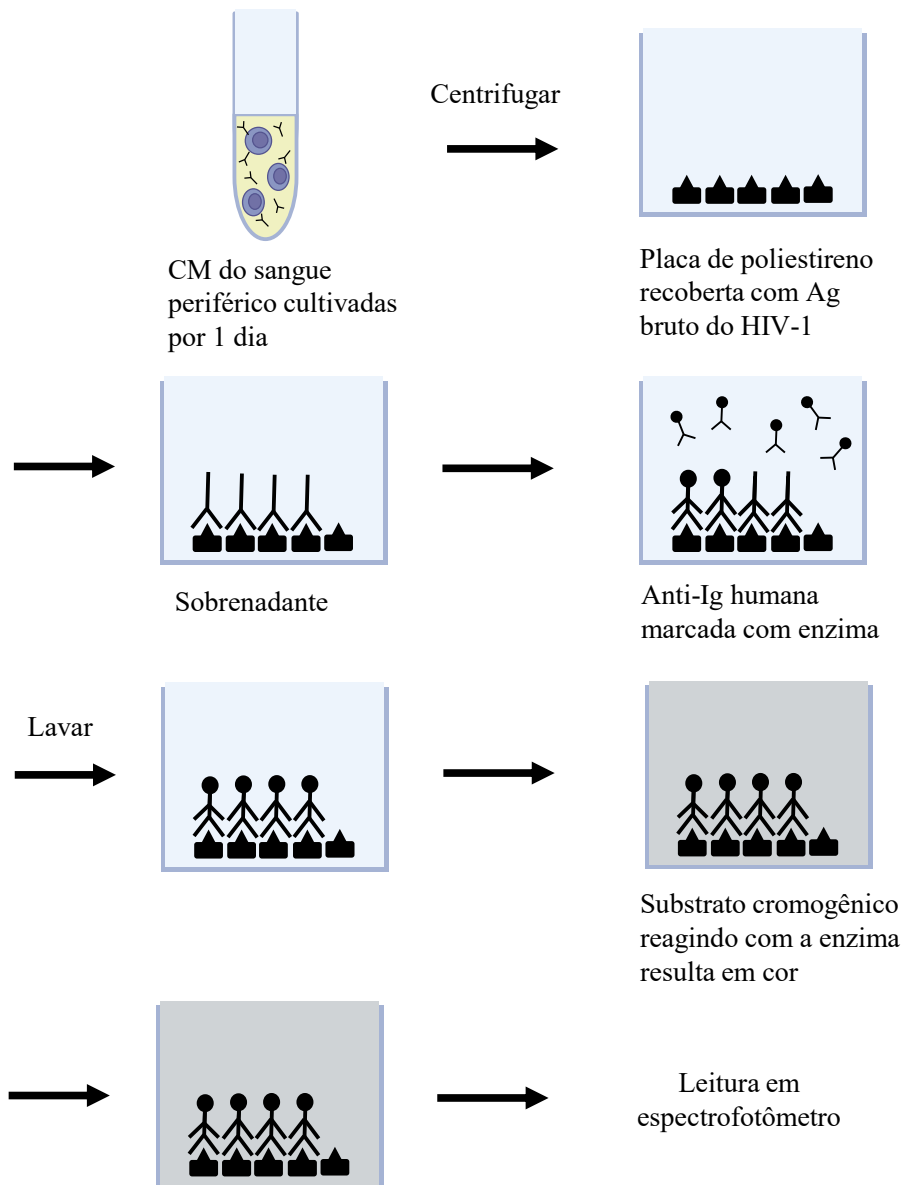 Centrifugar
CM do sangue
periférico cultivadas
por 1 dia
Placa de poliestireno
recoberta com Ag
bruto do HIV-1
Sobrenadante
Anti-Ig humana
marcada com enzima
Lavar
Substrato cromogênico
reagindo com a enzima
resulta em cor
Leitura em
espectrofotômetro